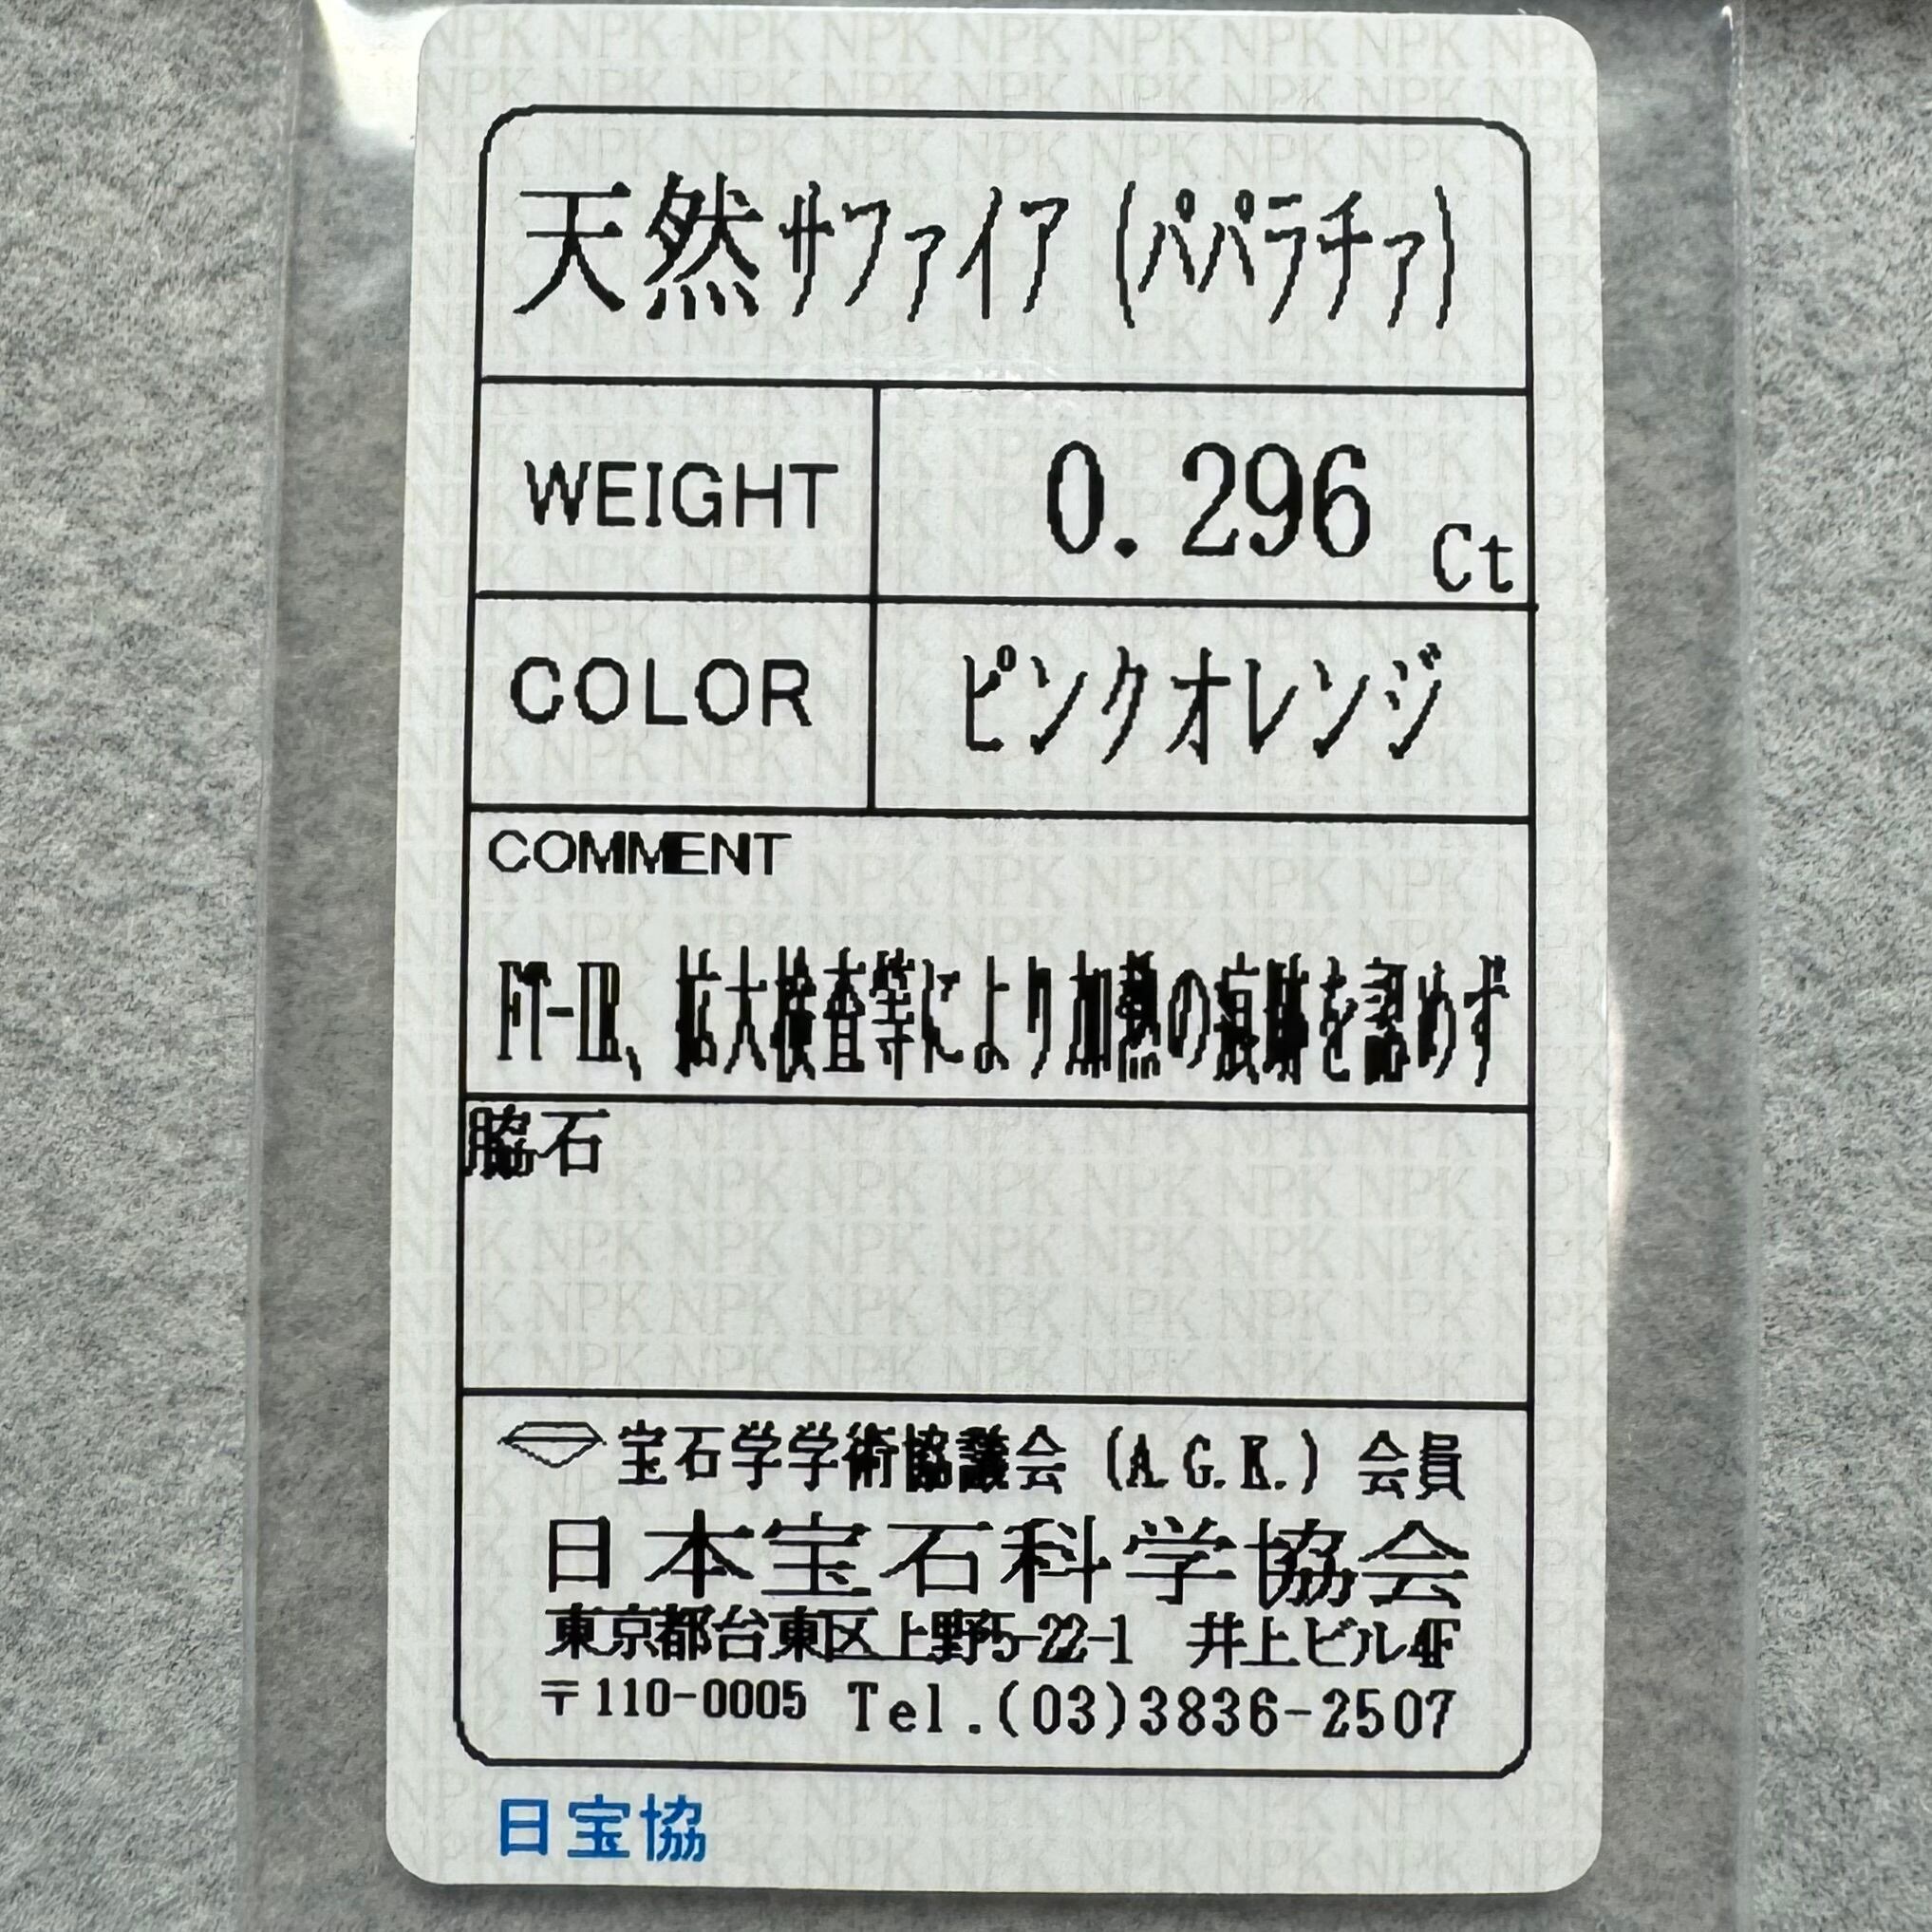 天然サファイア (パパラチァ)
WEIGHT 0.296 Ct
COLOR ピンクオレンジ
COMMENT
FT-IR、拡大検査等により加熱の痕跡を認めず
脇石
宝石学学術協議会 (A.G.K.) 会員
日本宝石科学協会
東京都台東区上野5-22-1 井上ビル4F
〒110-0005 Tel.(03)3836-2507
日宝協